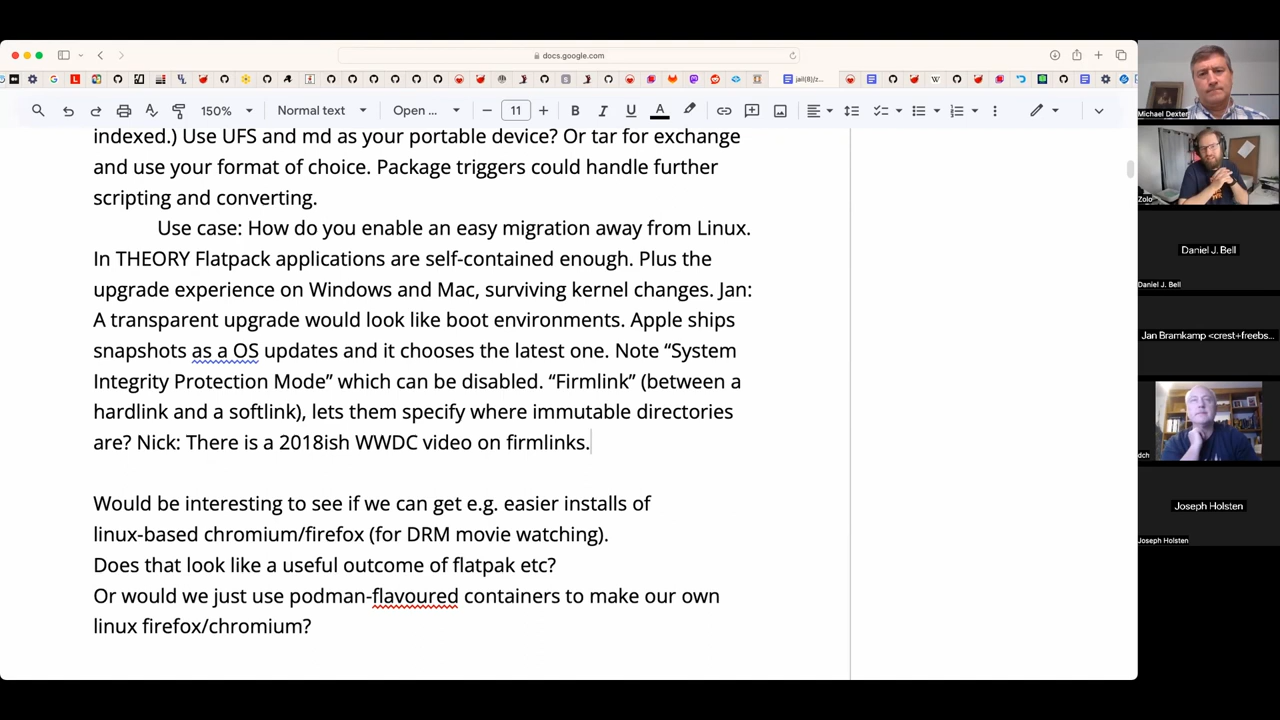 docs.google.com
jail(8)/z...
150%
Normal text
Open ...
11
indexed.) Use UFS and md as your portable device? Or tar for exchange
and use your format of choice. Package triggers could handle further
scripting and converting.
Use case: How do you enable an easy migration away from Linux.
In THEORY Flatpack applications are self-contained enough. Plus the
upgrade experience on Windows and Mac, surviving kernel changes. Jan:
A transparent upgrade would look like boot environments. Apple ships
snapshots as a OS updates and it chooses the latest one. Note “System
Integrity Protection Mode” which can be disabled. “Firmlink” (between a
hardlink and a softlink), lets them specify where immutable directories
are? Nick: There is a 2018ish WWDC video on firmlinks.
Would be interesting to see if we can get e.g. easier installs of
linux-based chromium/firefox (for DRM movie watching).
Does that look like a useful outcome of flatpak etc?
Or would we just use podman-flavoured containers to make our own
linux firefox/chromium?
Michael Dexter
Zolo
Daniel J. Bell
Daniel J. Bell
Jan Bramkamp <crest+freebs...
dch
Joseph Holsten
Joseph Holsten